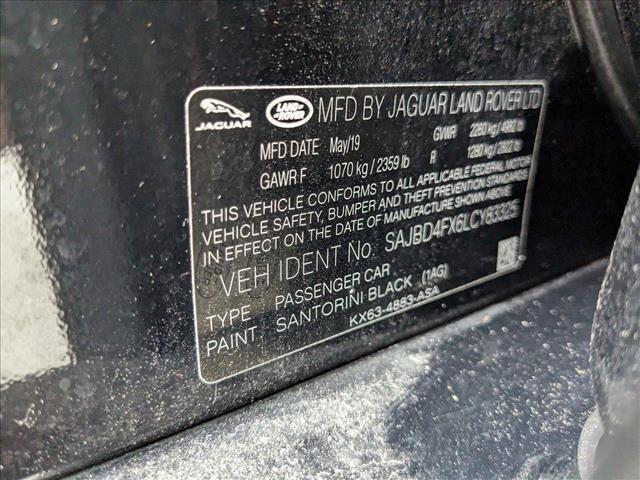 JAGUAR LAND ROVER MFD BY JAGUAR LAND ROVER LTD
MFD DATE May/19 GWR 2260 kg / 4982 lb
GAWR F 1070 kg / 2359 lb R 1280 kg / 2822 lb
THIS VEHICLE CONFORMS TO ALL APPLICABLE FEDERAL MOTOR
VEHICLE SAFETY, BUMPER AND THEFT PREVENTION STANDARDS
IN EFFECT ON THE DATE OF MANUFACTURE SHOWN ABOVE.
VEH IDENT No. SAJBD4FX6LCY83325
TYPE PASSENGER CAR
PAINT: SANTORINI BLACK (1AG)
KX63-4883-ASA